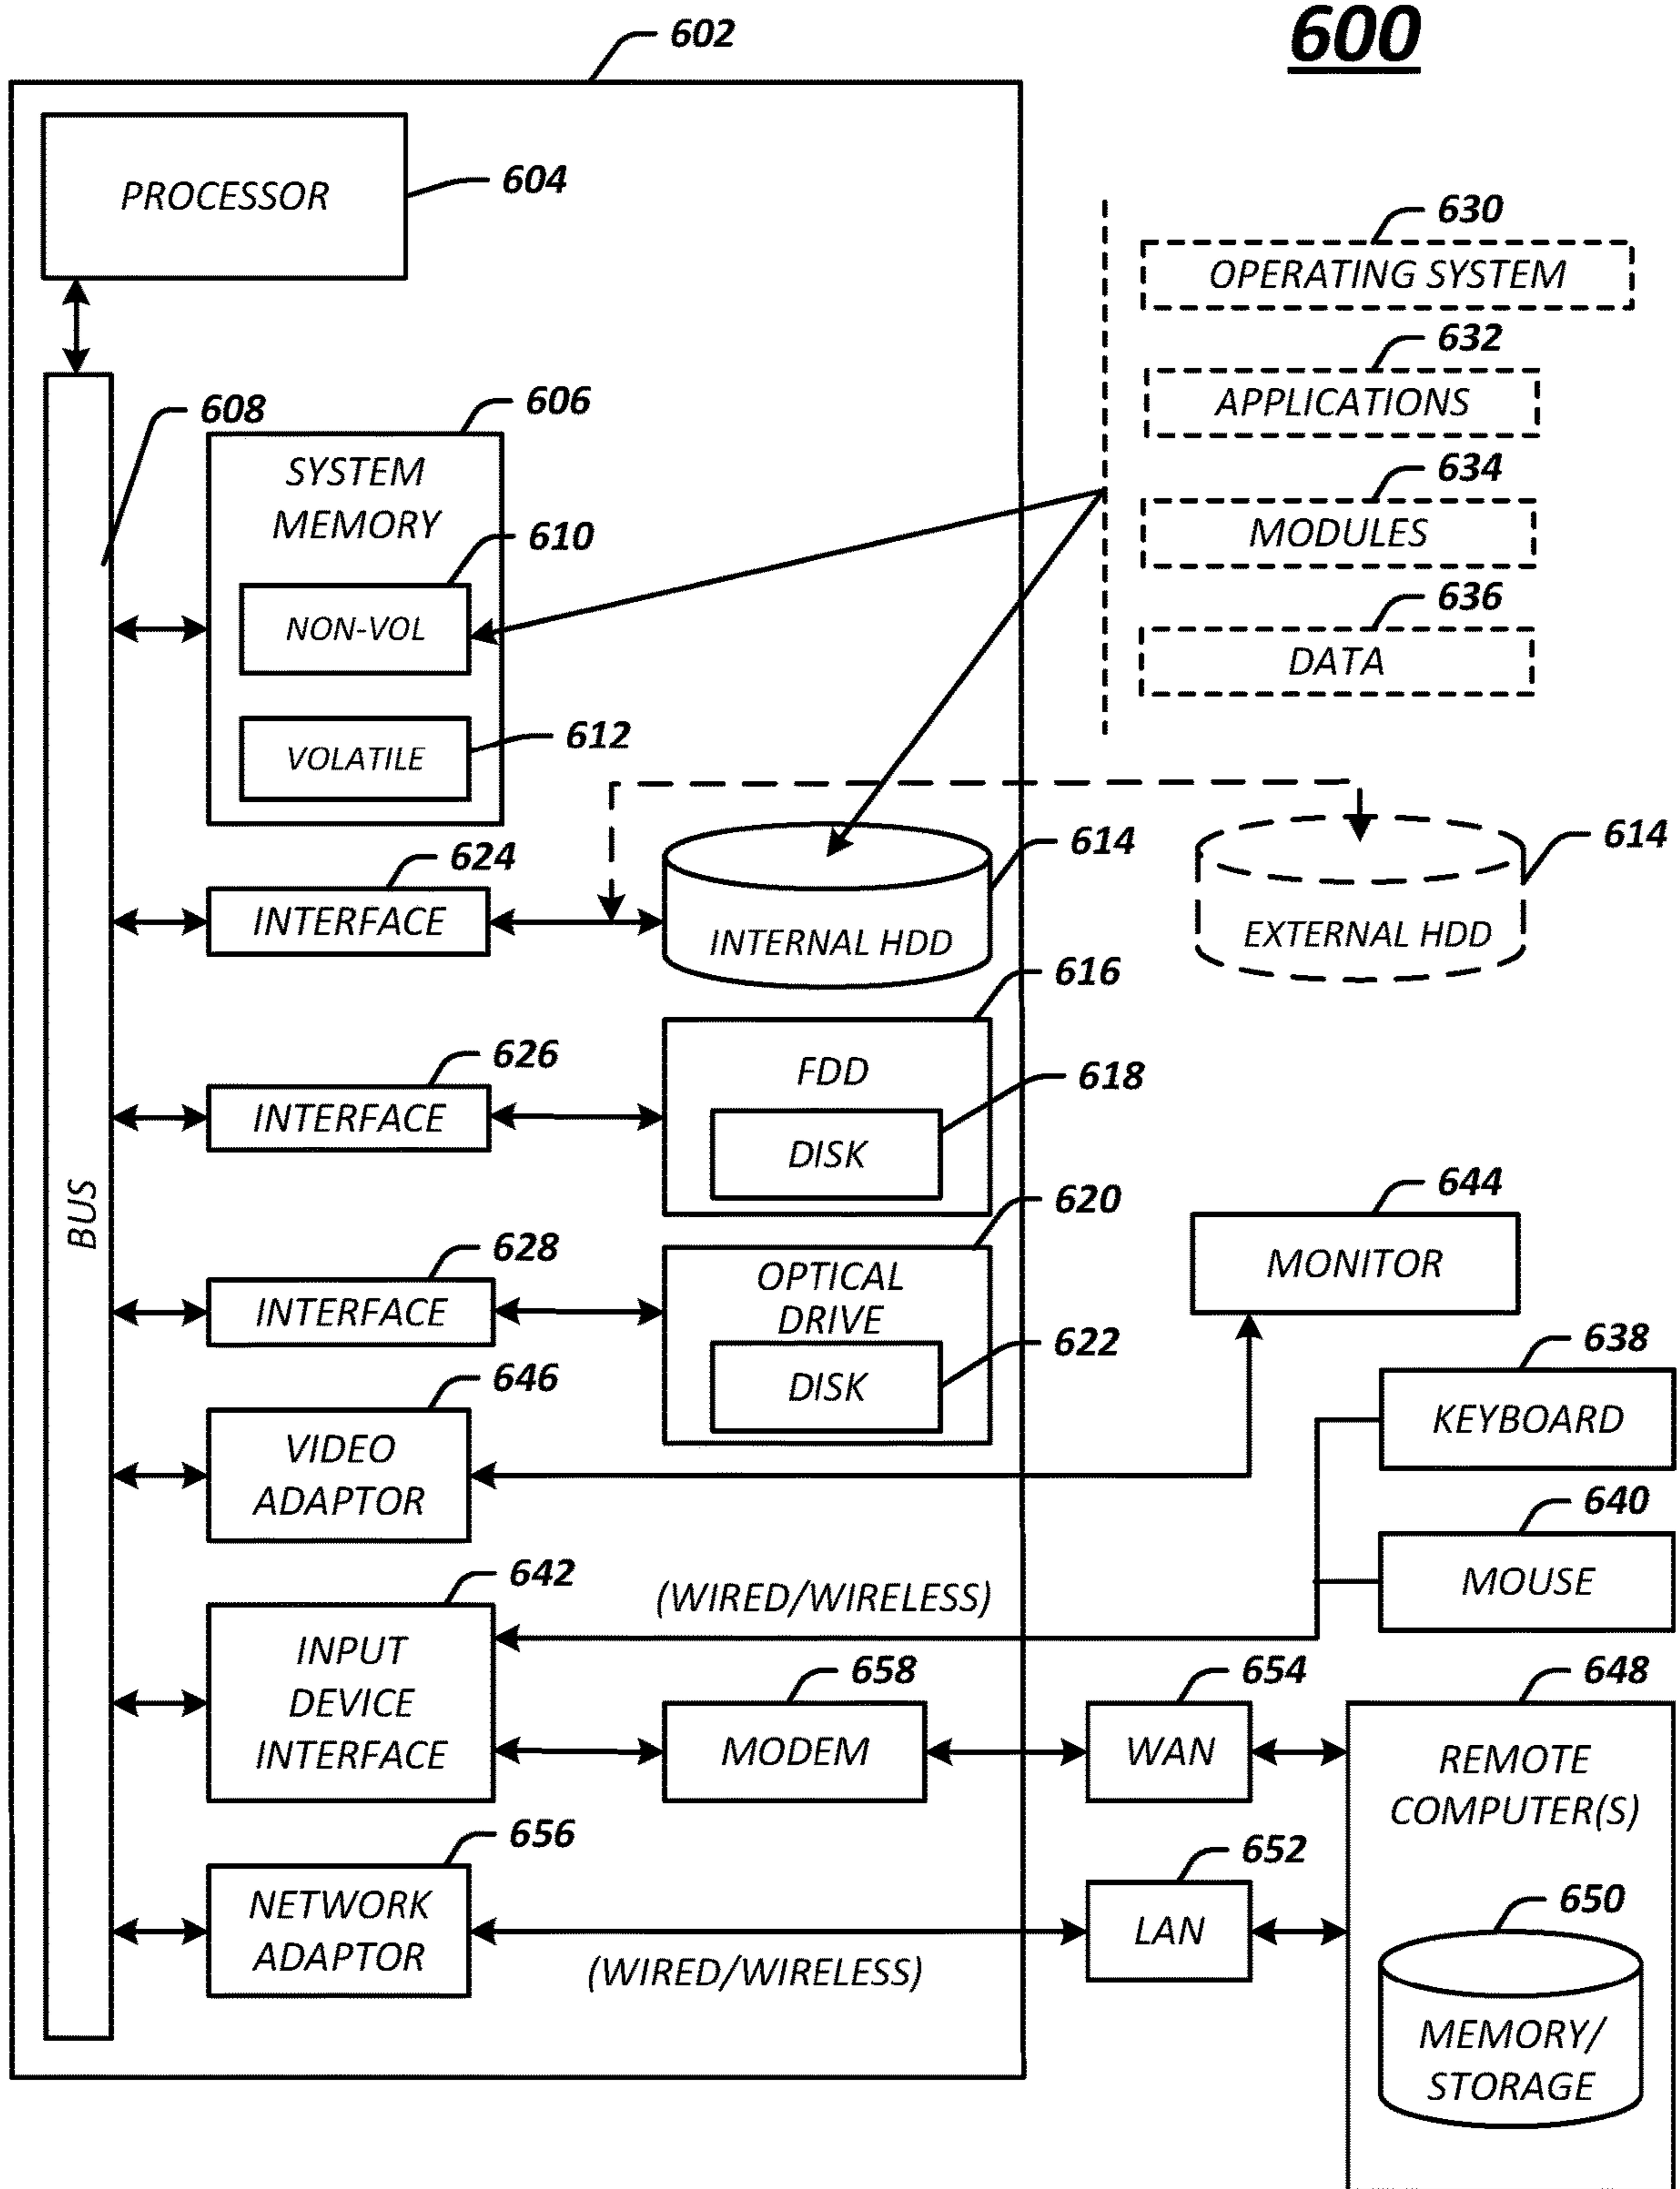 600
602
PROCESSOR
604
630
OPERATING SYSTEM
632
APPLICATIONS
634
MODULES
636
DATA
608
606
SYSTEM
MEMORY
610
NON-VOL
612
VOLATILE
BUS
624
INTERFACE
614
INTERNAL HDD
614
EXTERNAL HDD
626
INTERFACE
616
FDD
618
DISK
628
INTERFACE
620
OPTICAL
DRIVE
622
DISK
644
MONITOR
646
VIDEO
ADAPTOR
638
KEYBOARD
640
MOUSE
642
INPUT
DEVICE
INTERFACE
(WIRED/WIRELESS)
658
MODEM
654
WAN
648
REMOTE
COMPUTER(S)
656
NETWORK
ADAPTOR
(WIRED/WIRELESS)
652
LAN
650
MEMORY/
STORAGE